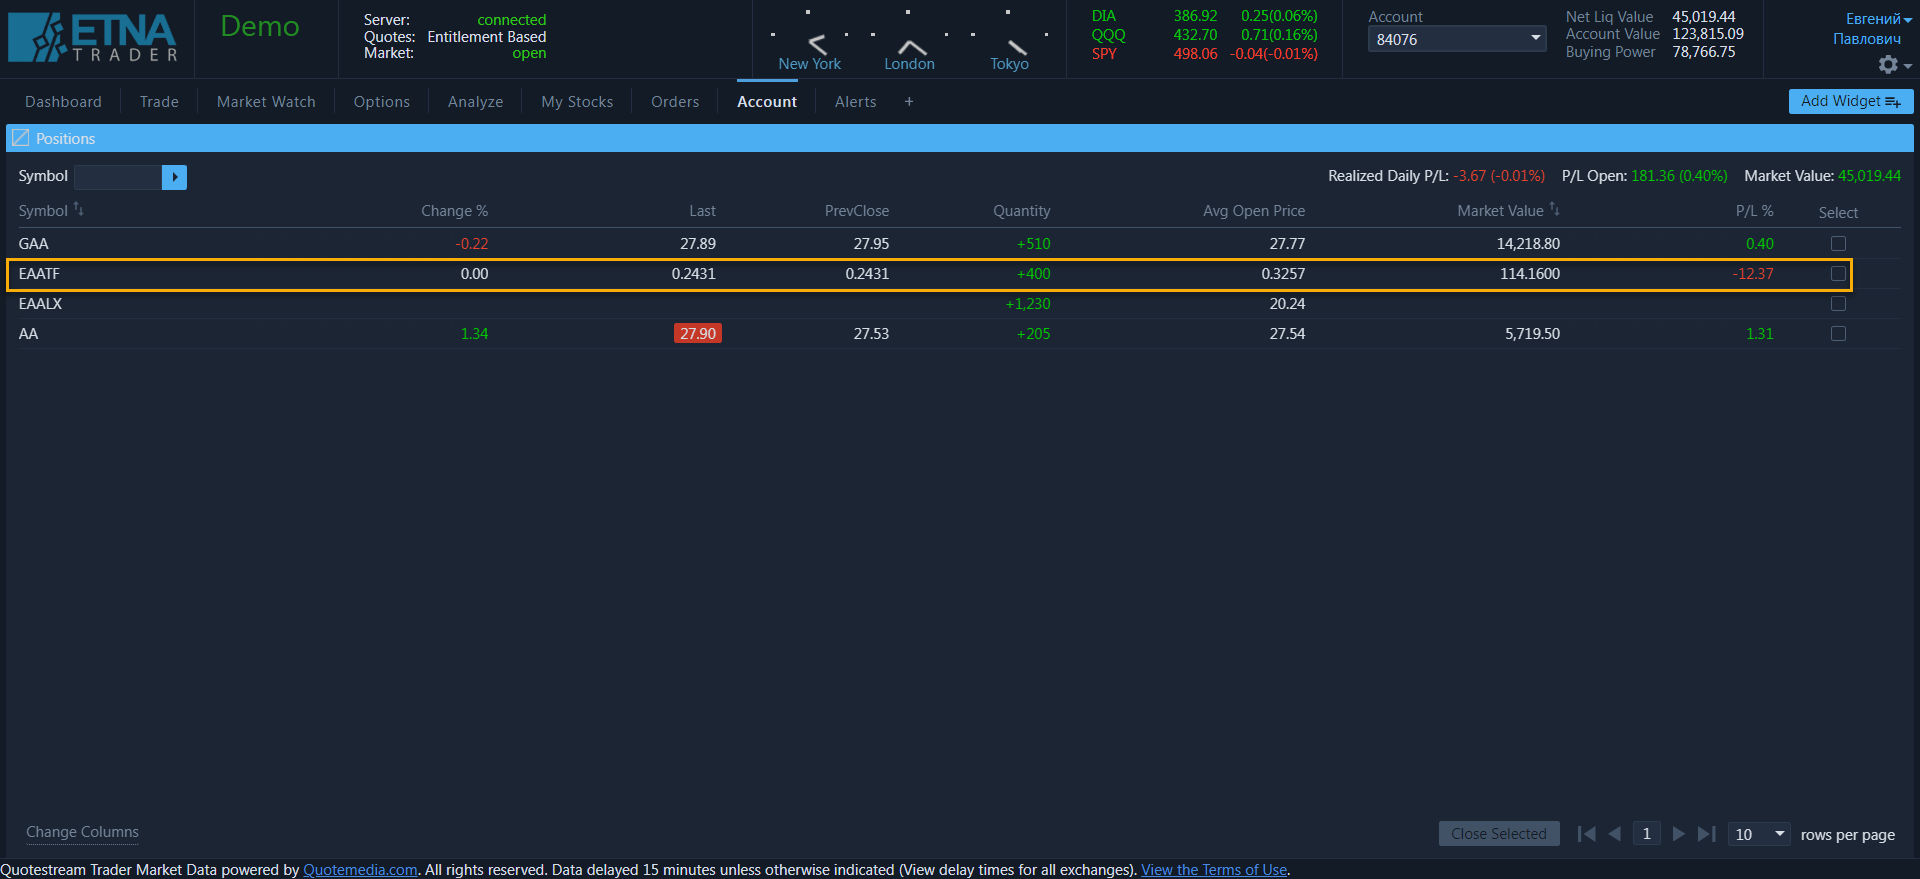 ETNA
TRADER
Demo
Server: connected
Quotes: Entitlement Based
Market: open
New York London Tokyo
DIA 386.92 0.25(0.06%)
QQQ 432.70 0.71(0.16%)
SPY 498.06 -0.04(-0.01%)
Account
84076
Net Liq Value 45,019.44
Account Value 123,815.09
Buying Power 78,766.75
Евгений
Павлович
Dashboard Trade Market Watch Options Analyze My Stocks Orders Account Alerts +
Add Widget
Positions
Symbol
Realized Daily P/L: -3.67 (-0.01%) P/L Open: 181.36 (0.40%) Market Value: 45,019.44
Symbol Change % Last PrevClose Quantity Avg Open Price Market Value P/L % Select
GAA -0.22 27.89 27.95 +510 27.77 14,218.80 0.40
EAATF 0.00 0.2431 0.2431 +400 0.3257 114.1600 -12.37
EAALX +1,230 20.24
AA 1.34 27.90 27.53 +205 27.54 5,719.50 1.31
Change Columns
Close Selected 1 10 rows per page
Quotestream Trader Market Data powered by Quotemedia.com. All rights reserved. Data delayed 15 minutes unless otherwise indicated (View delay times for all exchanges). View the Terms of Use.